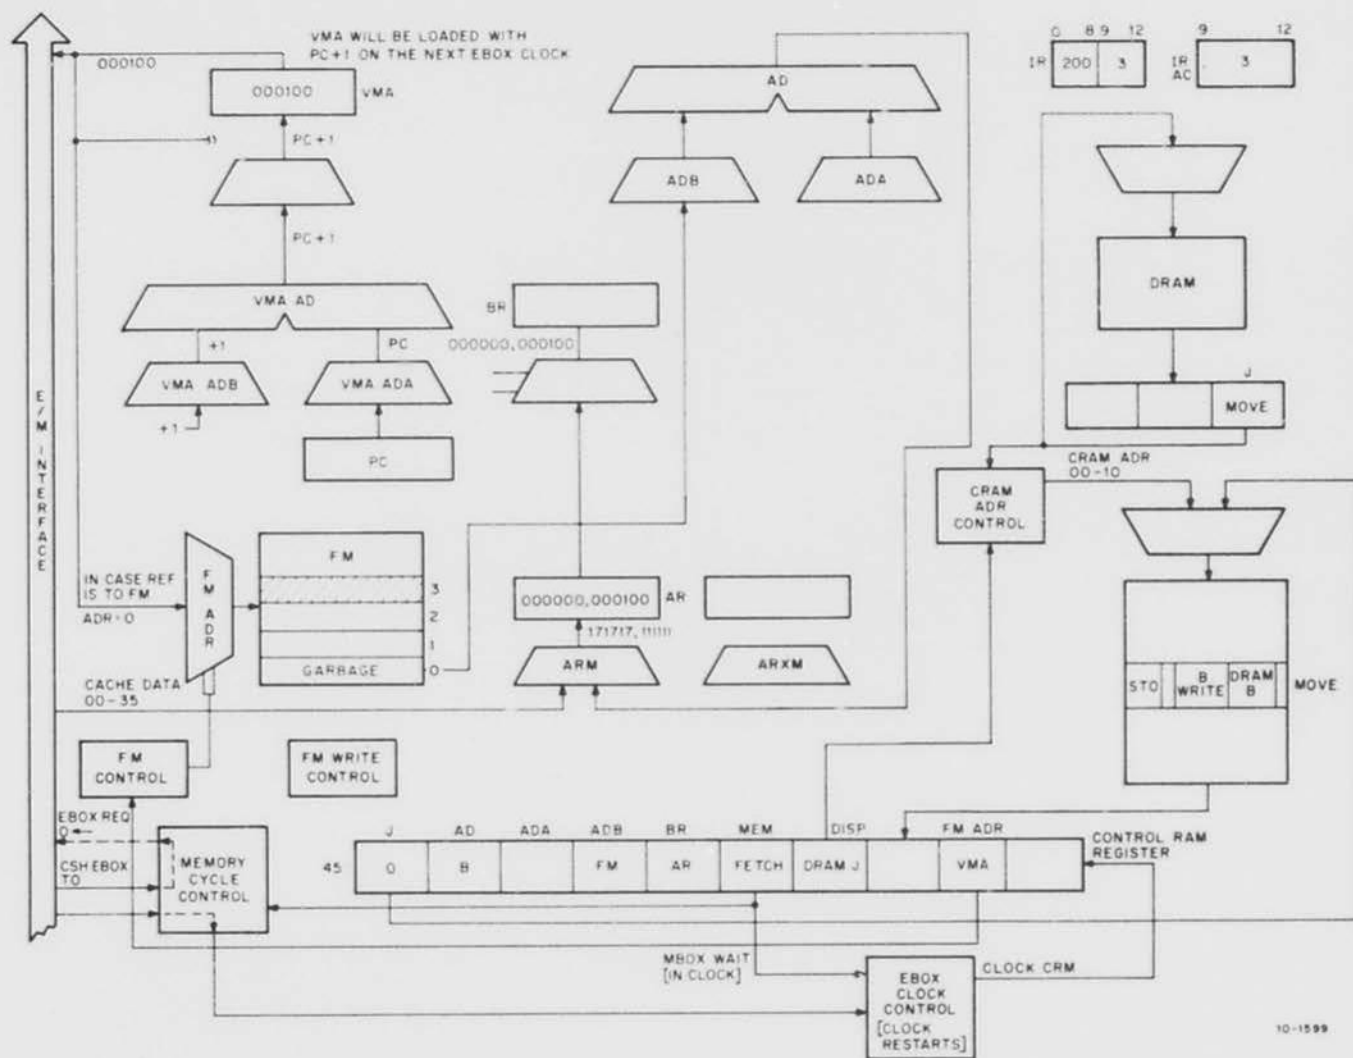 VMA WILL BE LOADED WITH
PC+1 ON THE NEXT EBOX CLOCK
000100
000100
VMA
PC+1
PC+1
VMA AD
+1
PC
VMA ADB
VMA ADA
+1
PC
E/M INTERFACE
AD
ADB
ADA
BR
000000,000100
0 8 9 12
IR 200 3
9 12
IR AC 3
DRAM
J
MOVE
CRAM ADR
00-10
CRAM
ADR
CONTROL
IN CASE REF
IS TO FM
ADR=0
FM ADR
FM
3
2
1
GARBAGE
0
000000,000100
AR
171717,111111
ARM
ARXM
CACHE DATA
00-35
STO
B
WRITE
DRAM
B
MOVE
FM
CONTROL
FM WRITE
CONTROL
EBOX REQ
0
CSH EBOX
TO
MEMORY
CYCLE
CONTROL
J AD ADA ADB BR MEM DISP FM ADR
45 0 B FM AR FETCH DRAM J VMA
CONTROL RAM
REGISTER
MBOX WAIT
[IN CLOCK]
EBOX
CLOCK
CONTROL
[CLOCK
RESTARTS]
CLOCK CRM
10-1599